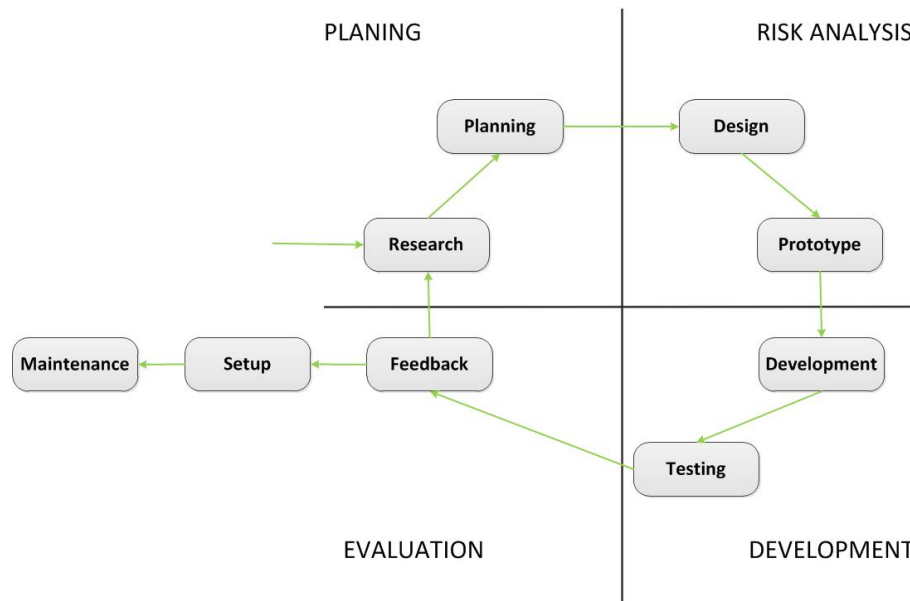 PLANING
RISK ANALYSIS
Planning
Design
Research
Prototype
Maintenance
Setup
Feedback
Development
Testing
EVALUATION
DEVELOPMENT